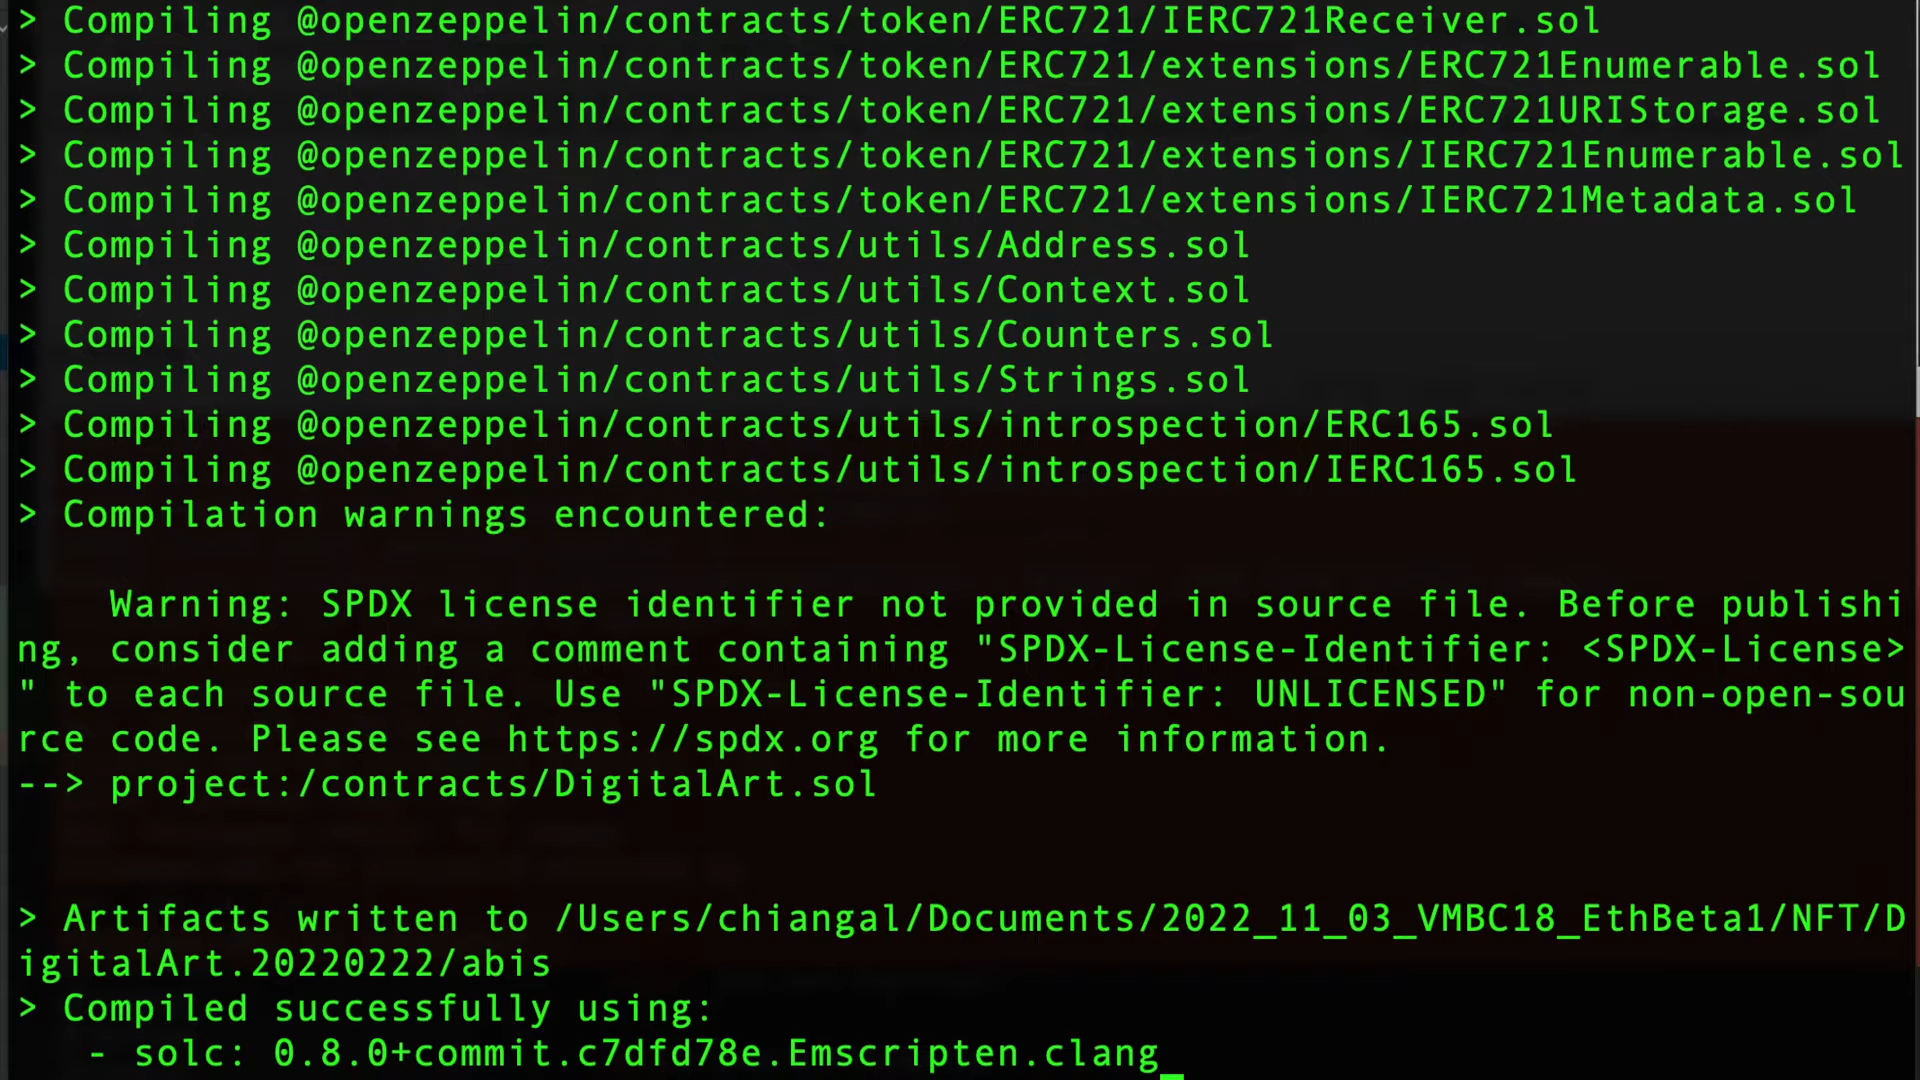 > Compiling @openzeppelin/contracts/token/ERC721/IERC721Receiver.sol
> Compiling @openzeppelin/contracts/token/ERC721/extensions/ERC721Enumerable.sol
> Compiling @openzeppelin/contracts/token/ERC721/extensions/ERC721URIStorage.sol
> Compiling @openzeppelin/contracts/token/ERC721/extensions/IERC721Enumerable.sol
> Compiling @openzeppelin/contracts/token/ERC721/extensions/IERC721Metadata.sol
> Compiling @openzeppelin/contracts/utils/Address.sol
> Compiling @openzeppelin/contracts/utils/Context.sol
> Compiling @openzeppelin/contracts/utils/Counters.sol
> Compiling @openzeppelin/contracts/utils/Strings.sol
> Compiling @openzeppelin/contracts/utils/introspection/ERC165.sol
> Compiling @openzeppelin/contracts/utils/introspection/IERC165.sol
> Compilation warnings encountered:
Warning: SPDX license identifier not provided in source file. Before publishi
ng, consider adding a comment containing "SPDX-License-Identifier: <SPDX-License>
" to each source file. Use "SPDX-License-Identifier: UNLICENSED" for non-open-sou
rce code. Please see https://spdx.org for more information.
--> project:/contracts/DigitalArt.sol
> Artifacts written to /Users/chiangal/Documents/2022_11_03_VMBC18_EthBeta1/NFT/D
igitalArt.20220222/abis
> Compiled successfully using:
- solc: 0.8.0+commit.c7dfd78e.Emscripten.clang